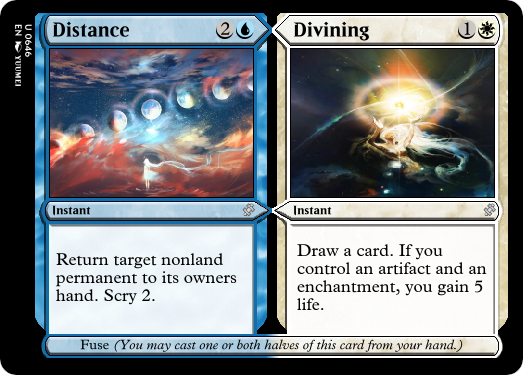 Distance 2
Return target nonland
permanent to its owners
hand. Scry 2.
Instant
Divining 1
Instant
Draw a card. If you
control an artifact and an
enchantment, you gain 5
life.
Fuse (You may cast one or both halves of this card from your hand.)
U 0646
EN YUUMEI